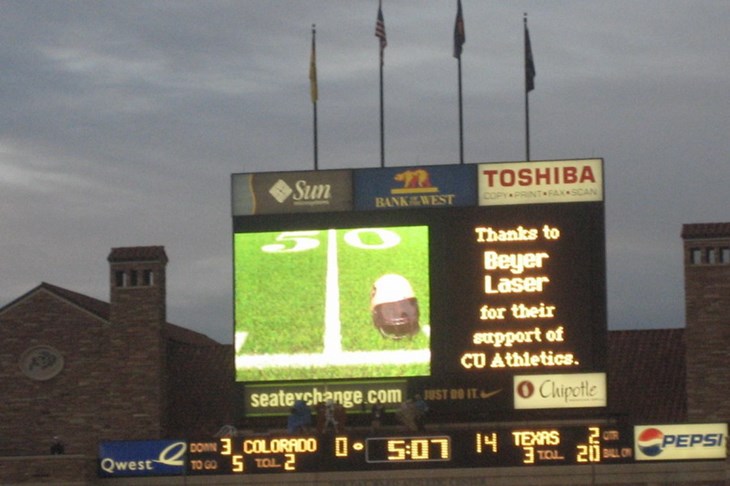 Sun
BANK OF THE WEST
TOSHIBA
COPY • PRINT • FAX • SCAN
50
Thanks to
Beyer
Laser
for their
support of
CU Athletics.
seatexchange.com
JUST DO IT.
Chipotle
Qwest
DOWN 3 COLORADO 0 5:07 14 TEXAS 2 QTR
TO GO 5 T.O.L. 2 3 T.O.L. 20 BALL ON
PEPSI